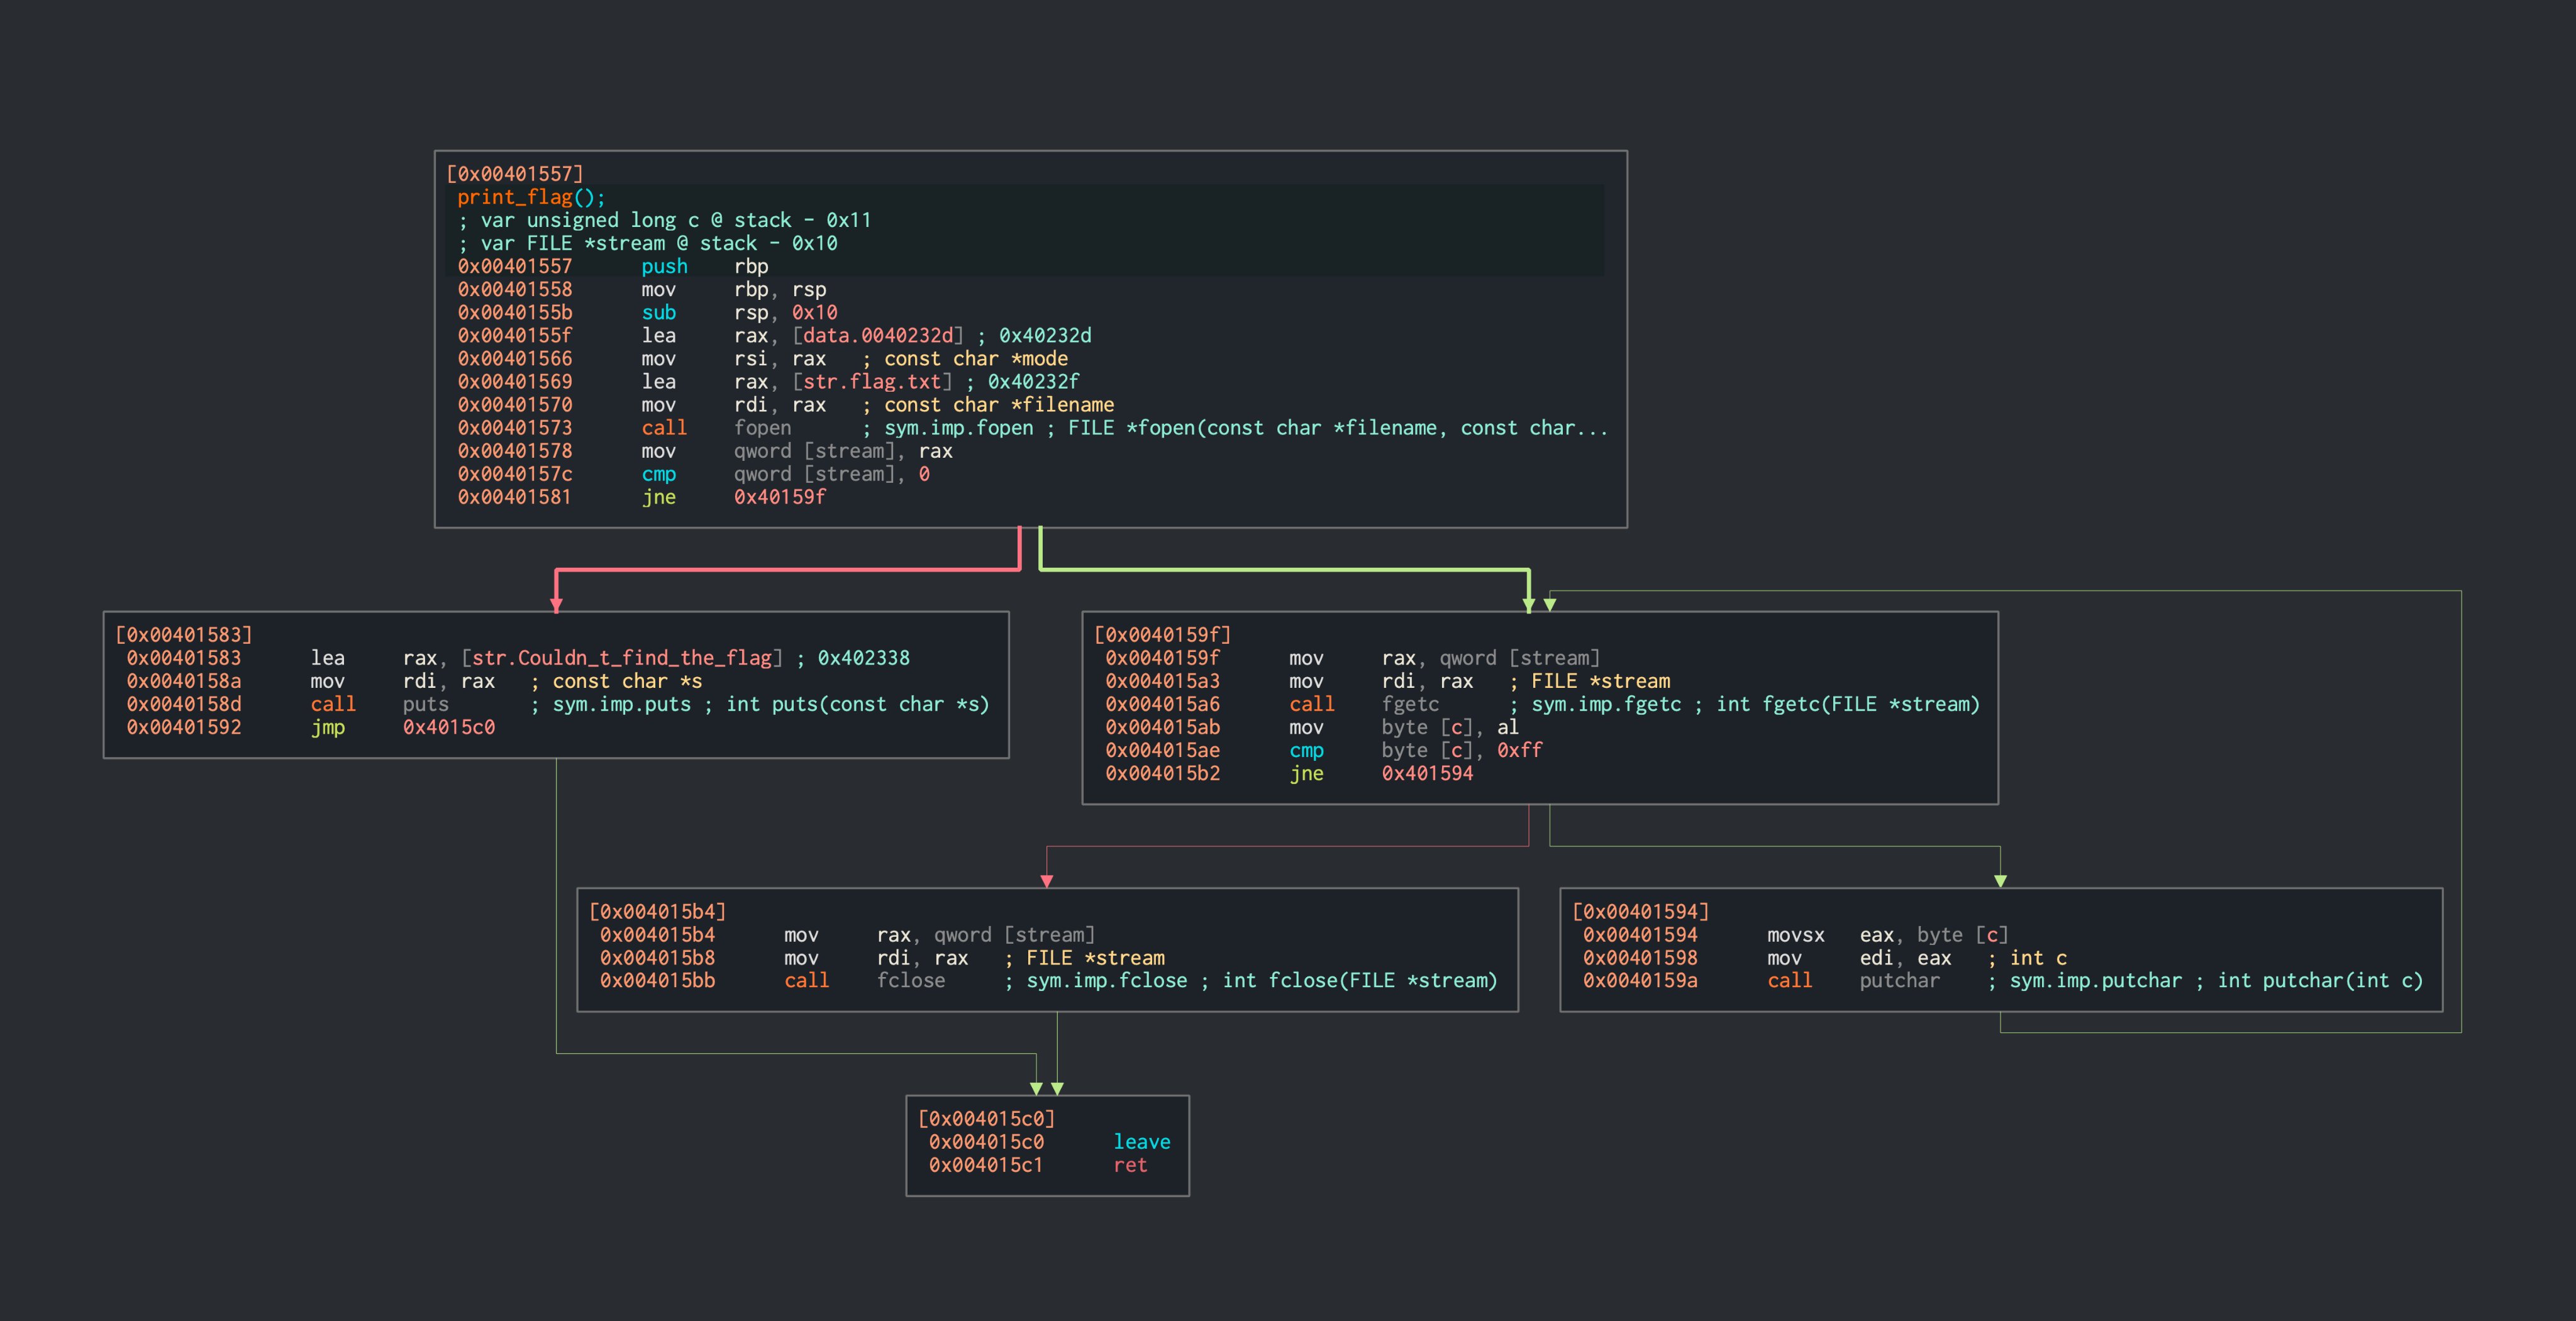 [0x00401557]
print_flag();
; var unsigned long c @ stack - 0x11
; var FILE *stream @ stack - 0x10
0x00401557 push rbp
0x00401558 mov rbp, rsp
0x0040155b sub rsp, 0x10
0x0040155f lea rax, [data.0040232d] ; 0x40232d
0x00401566 mov rsi, rax ; const char *mode
0x00401569 lea rax, [str.flag.txt] ; 0x40232f
0x00401570 mov rdi, rax ; const char *filename
0x00401573 call fopen ; sym.imp.fopen ; FILE *fopen(const char *filename, const char...
0x00401578 mov qword [stream], rax
0x0040157c cmp qword [stream], 0
0x00401581 jne 0x40159f
[0x00401583]
0x00401583 lea rax, [str.Couldn_t_find_the_flag] ; 0x402338
0x0040158a mov rdi, rax ; const char *s
0x0040158d call puts ; sym.imp.puts ; int puts(const char *s)
0x00401592 jmp 0x4015c0
[0x0040159f]
0x0040159f mov rax, qword [stream]
0x004015a3 mov rdi, rax ; FILE *stream
0x004015a6 call fgetc ; sym.imp.fgetc ; int fgetc(FILE *stream)
0x004015ab mov byte [c], al
0x004015ae cmp byte [c], 0xff
0x004015b2 jne 0x401594
[0x004015b4]
0x004015b4 mov rax, qword [stream]
0x004015b8 mov rdi, rax ; FILE *stream
0x004015bb call fclose ; sym.imp.fclose ; int fclose(FILE *stream)
[0x00401594]
0x00401594 movsx eax, byte [c]
0x00401598 mov edi, eax ; int c
0x0040159a call putchar ; sym.imp.putchar ; int putchar(int c)
[0x004015c0]
0x004015c0 leave
0x004015c1 ret